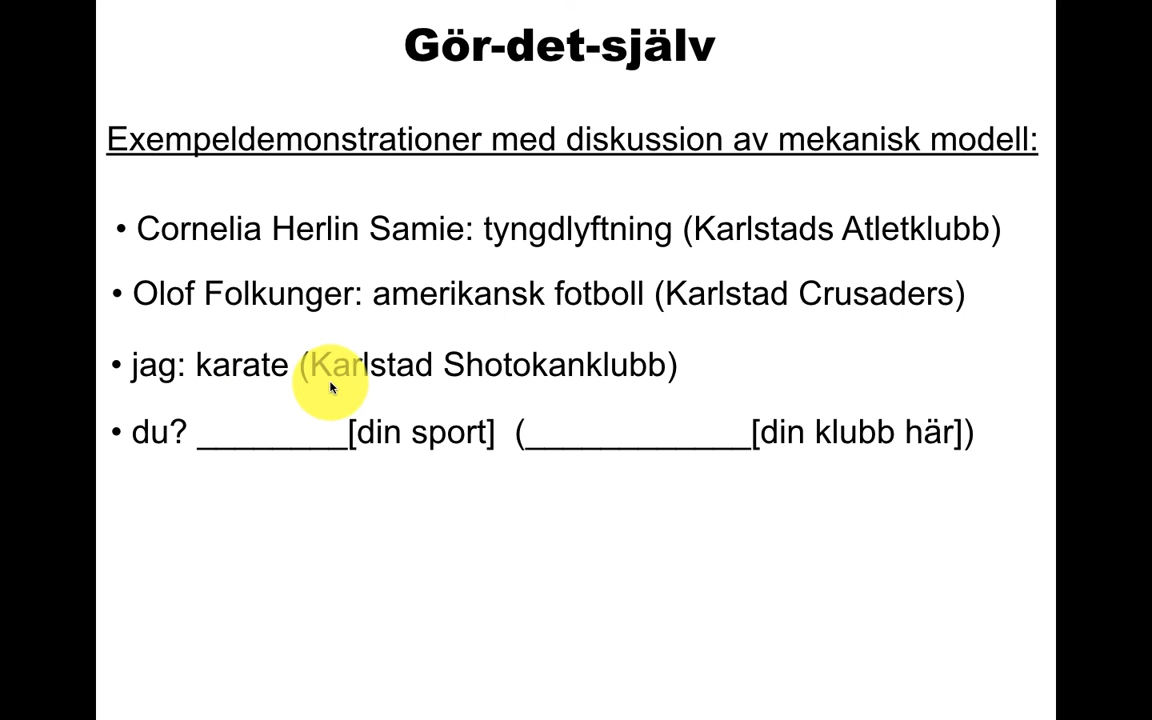 Gör-det-själv
Exempeldemonstrationer med diskussion av mekanisk modell:
• Cornelia Herlin Samie: tyngdlyftning (Karlstads Atletklubb)
• Olof Folkunger: amerikansk fotboll (Karlstad Crusaders)
• jag: karate (Karlstad Shotokanklubb)
• du? ________[din sport]  (____________[din klubb här])